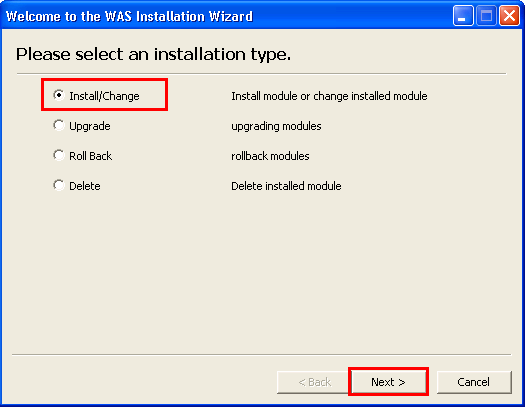 Welcome to the WAS Installation Wizard
Please select an installation type.
Install/Change Install module or change installed module
Upgrade upgrading modules
Roll Back rollback modules
Delete Delete installed module
< Back Next > Cancel